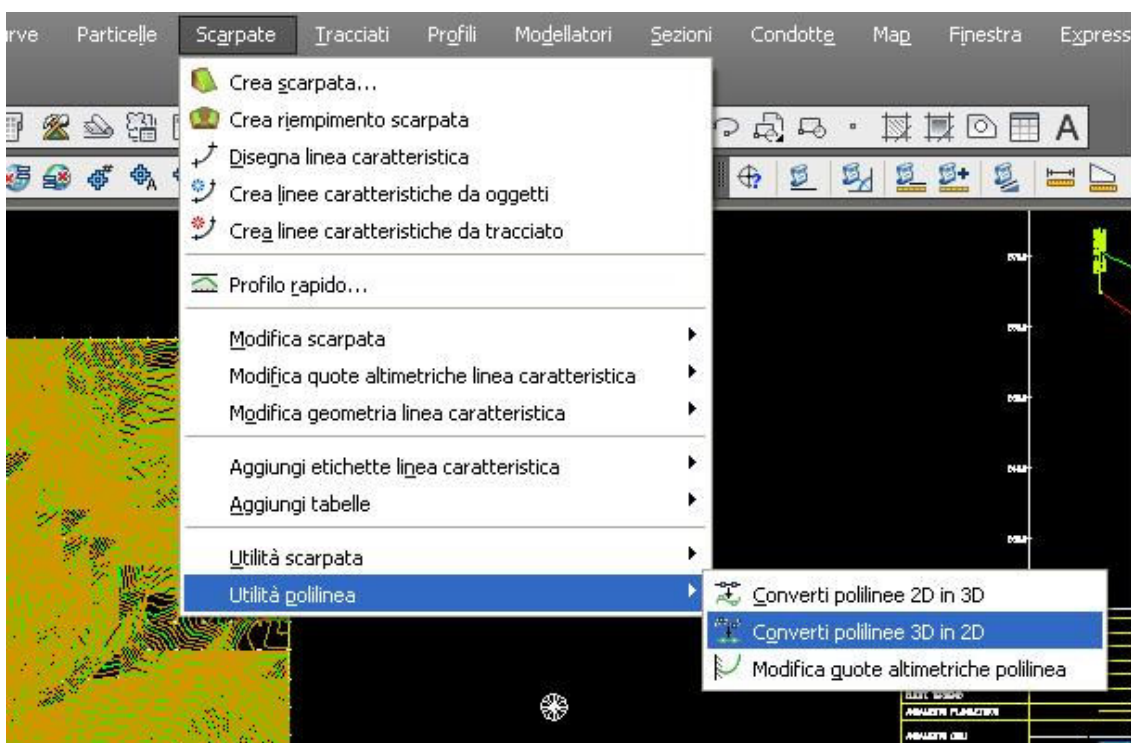 Particelle Scarpate Tracciati Profili Modellatori Sezioni Condotte Map Finestra Express
Crea scarpata...
Crea riempimento scarpata
Disegna linea caratteristica
Crea linee caratteristiche da oggetti
Crea linee caratteristiche da tracciato
Profilo rapido...
Modifica scarpata
Modifica quote altimetriche linea caratteristica
Modifica geometria linea caratteristica
Aggiungi etichette linea caratteristica
Aggiungi tabelle
Utilità scarpata
Utilità polilinea
Converti polilinee 2D in 3D
Converti polilinee 3D in 2D
Modifica quote altimetriche polilinea